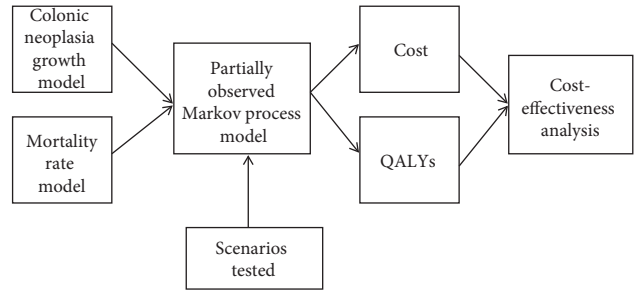 Colonic
neoplasia
growth
model
Mortality
rate
model
Partially
observed
Markov process
model
Scenarios
tested
Cost
QALYs
Cost-
effectiveness
analysis